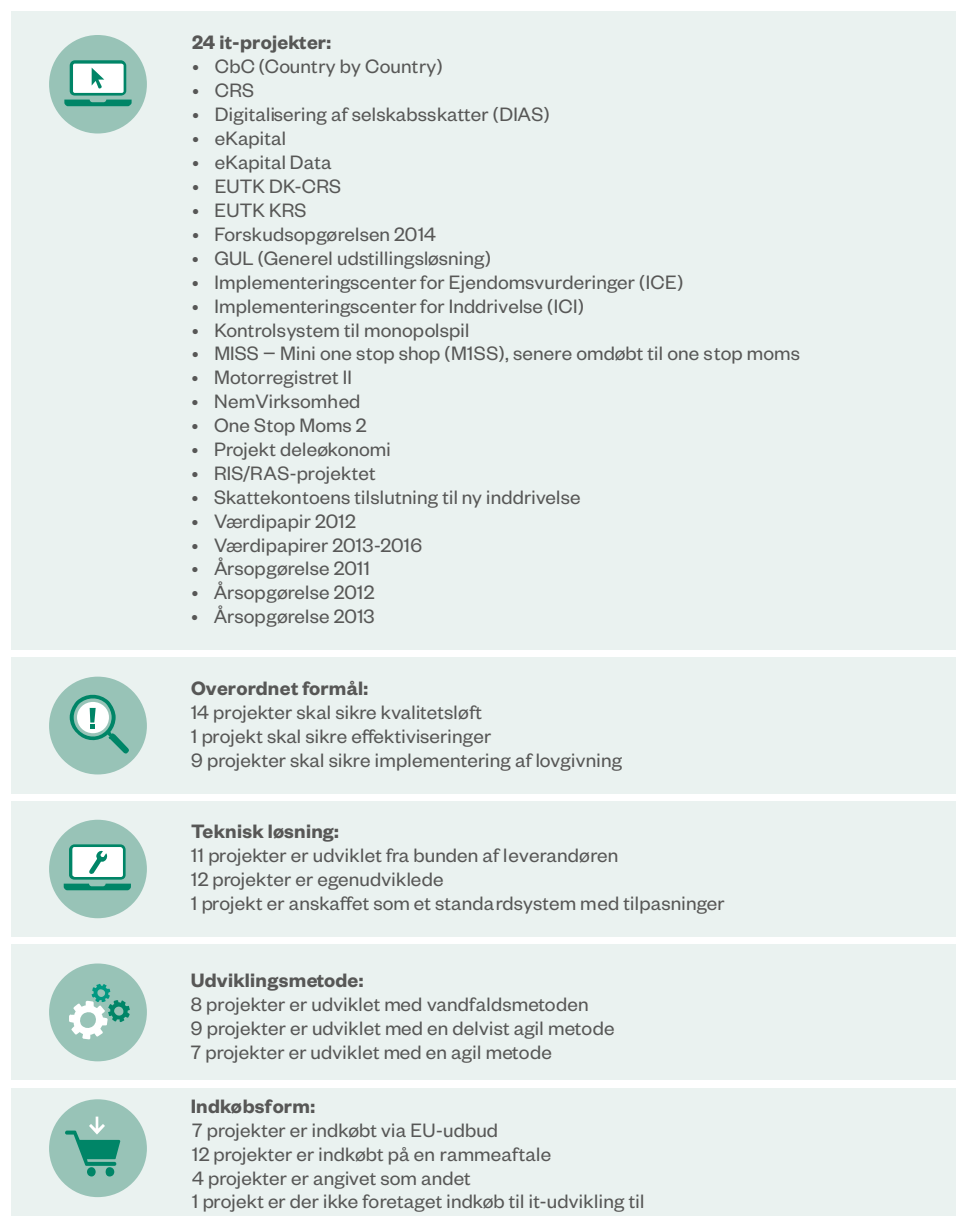 24 it-projekter:
• CbC (Country by Country)
• CRS
• Digitalisering af selskabsskatter (DIAS)
• eKapital
• eKapital Data
• EUTK DK-CRS
• EUTK KRS
• Forskudsopgørelsen 2014
• GUL (Generel udstillingsløsning)
• Implementeringscenter for Ejendomsvurderinger (ICE)
• Implementeringscenter for Inddrivelse (ICI)
• Kontrolsystem til monopolspil
• MISS – Mini one stop shop (M1SS), senere omdøbt til one stop moms
• Motorregistret II
• NemVirksomhed
• One Stop Moms 2
• Projekt deleøkonomi
• RIS/RAS-projektet
• Skattekontoens tilslutning til ny inddrivelse
• Værdipapir 2012
• Værdipapirer 2013-2016
• Årsopgørelse 2011
• Årsopgørelse 2012
• Årsopgørelse 2013
Overordnet formål:
14 projekter skal sikre kvalitetsløft
1 projekt skal sikre effektiviseringer
9 projekter skal sikre implementering af lovgivning
Teknisk løsning:
11 projekter er udviklet fra bunden af leverandøren
12 projekter er egenudviklede
1 projekt er anskaffet som et standardsystem med tilpasninger
Udviklingsmetode:
8 projekter er udviklet med vandfaldsmetoden
9 projekter er udviklet med en delvist agil metode
7 projekter er udviklet med en agil metode
Indkøbsform:
7 projekter er indkøbt via EU-udbud
12 projekter er indkøbt på en rammeaftale
4 projekter er angivet som andet
1 projekt er der ikke foretaget indkøb til it-udvikling til